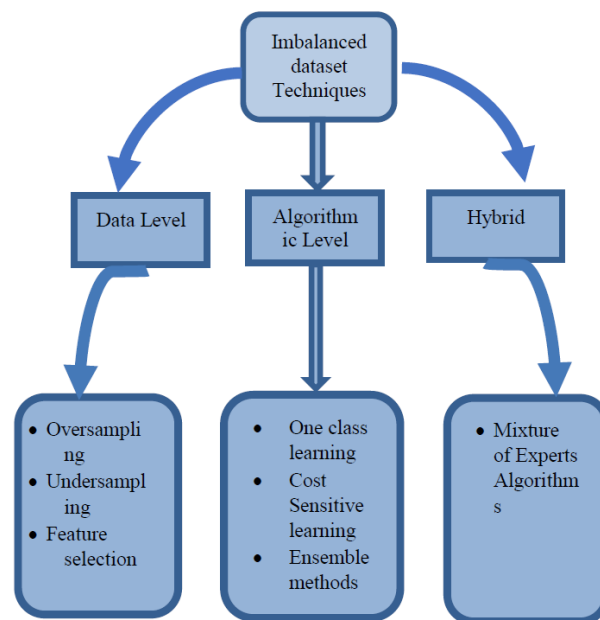 Imbalanced
dataset
Techniques
Data Level
Algorithm
ic Level
Hybrid
• Oversampli
ng
• Undersampl
ing
• Feature
selection
• One class
learning
• Cost
Sensitive
learning
• Ensemble
methods
• Mixture
of Experts
Algorithm
s